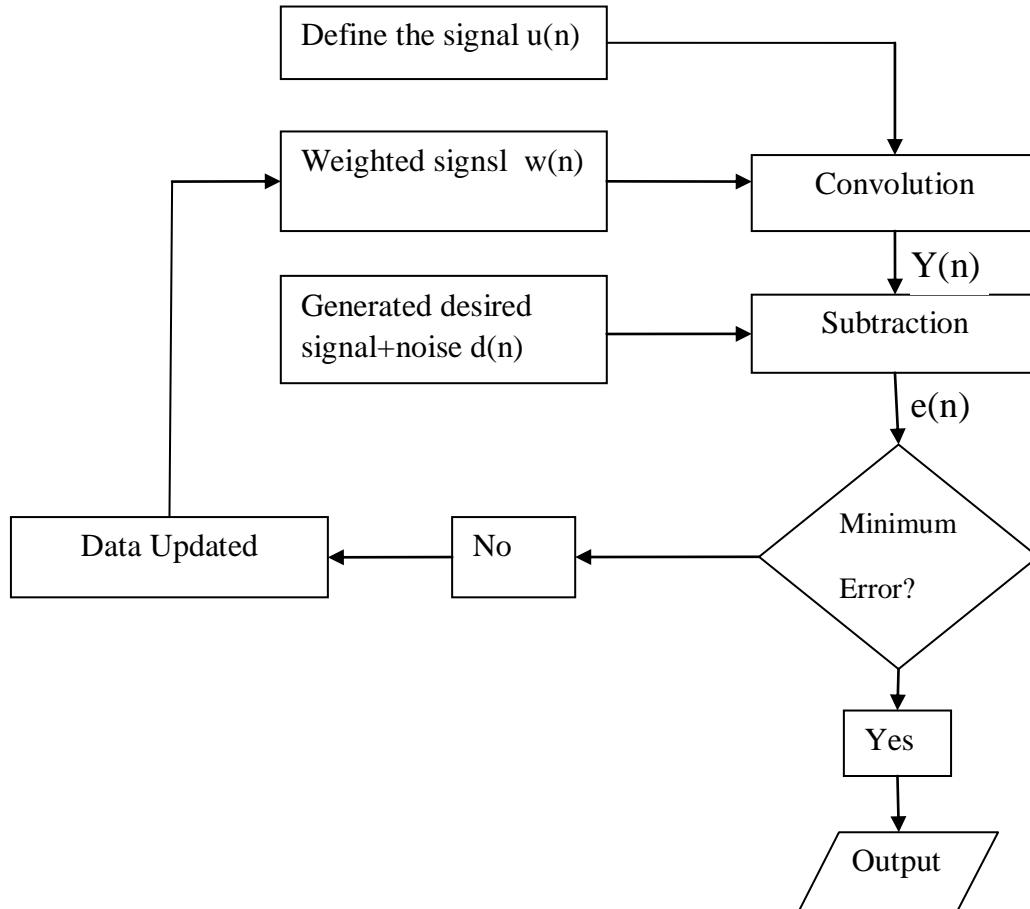 Define the signal u(n)
Weighted signsl w(n)
Convolution
Y(n)
Generated desired
signal+noise d(n)
Subtraction
e(n)
Minimum
Error?
No
Data Updated
Yes
Output